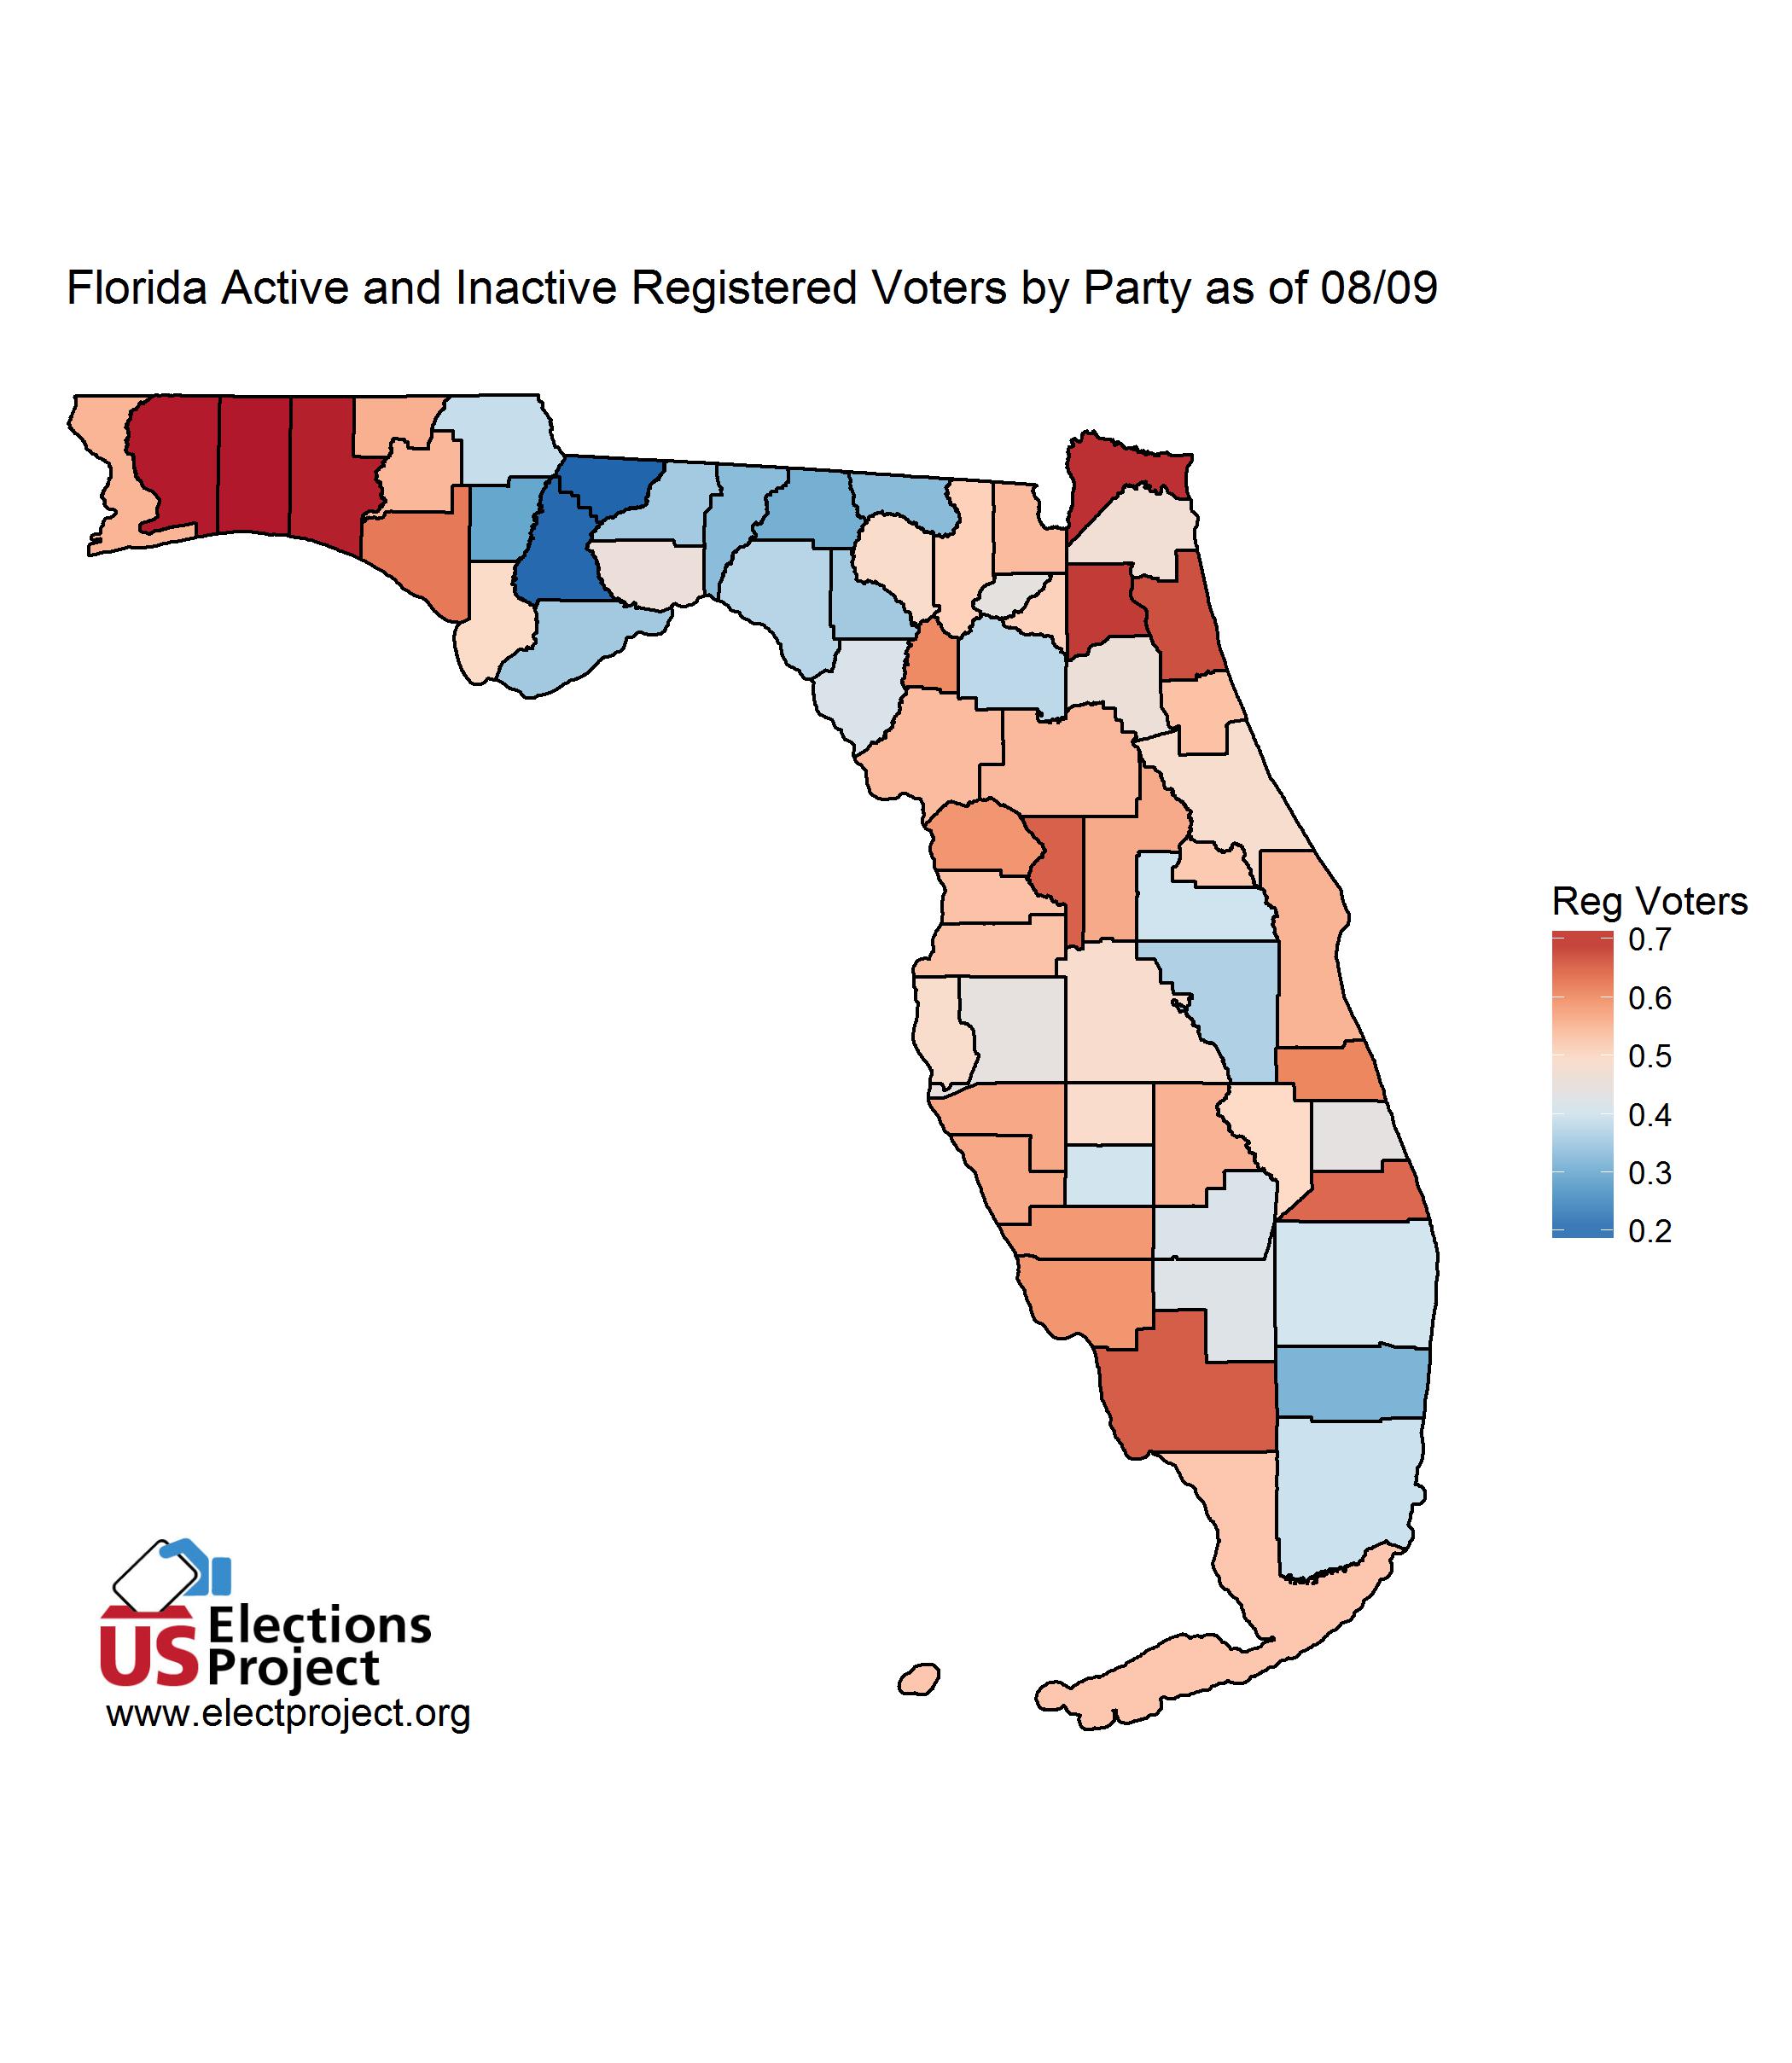 Florida Active and Inactive Registered Voters by Party as of 08/09
Reg Voters
0.7
0.6
0.5
0.4
0.3
0.2
US Elections
Project
www.electproject.org